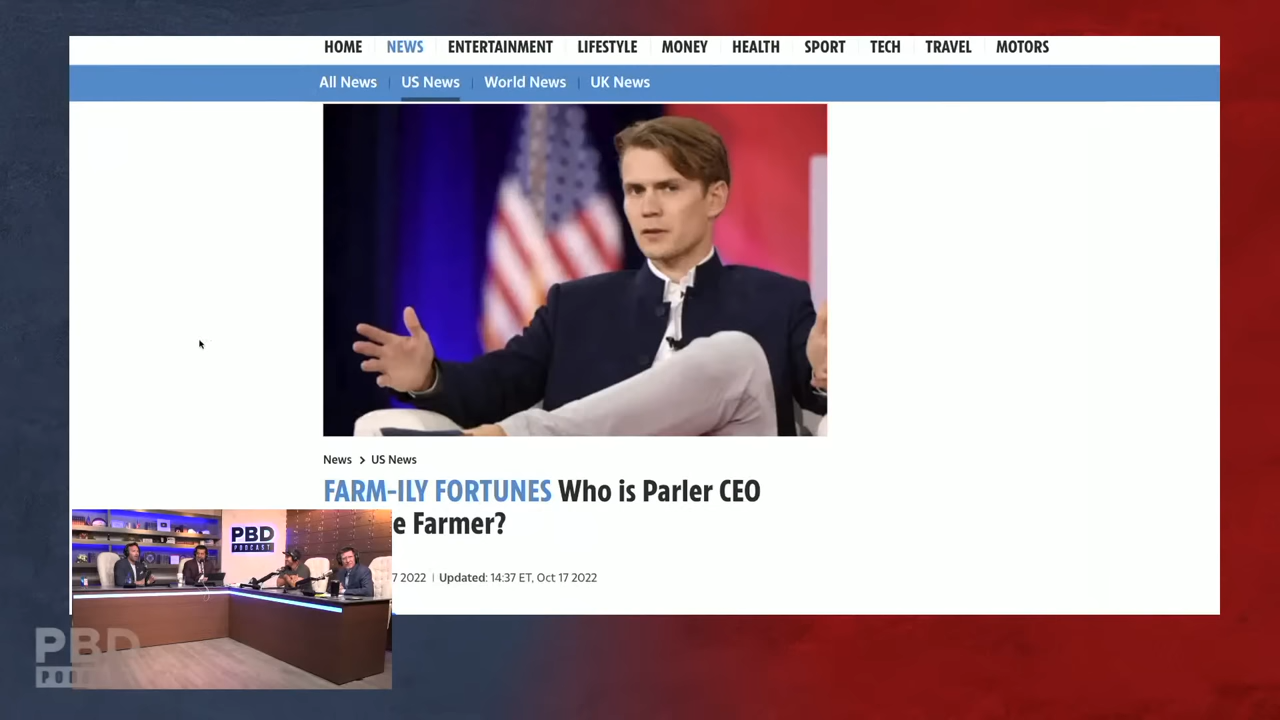 HOME NEWS ENTERTAINMENT LIFESTYLE MONEY HEALTH SPORT TECH TRAVEL MOTORS
All News US News World News UK News
News > US News
FARM-ILY FORTUNES Who is Parler CEO
e Farmer?
7 2022 | Updated: 14:37 ET, Oct 17 2022
PBD
PODCAST
PBD